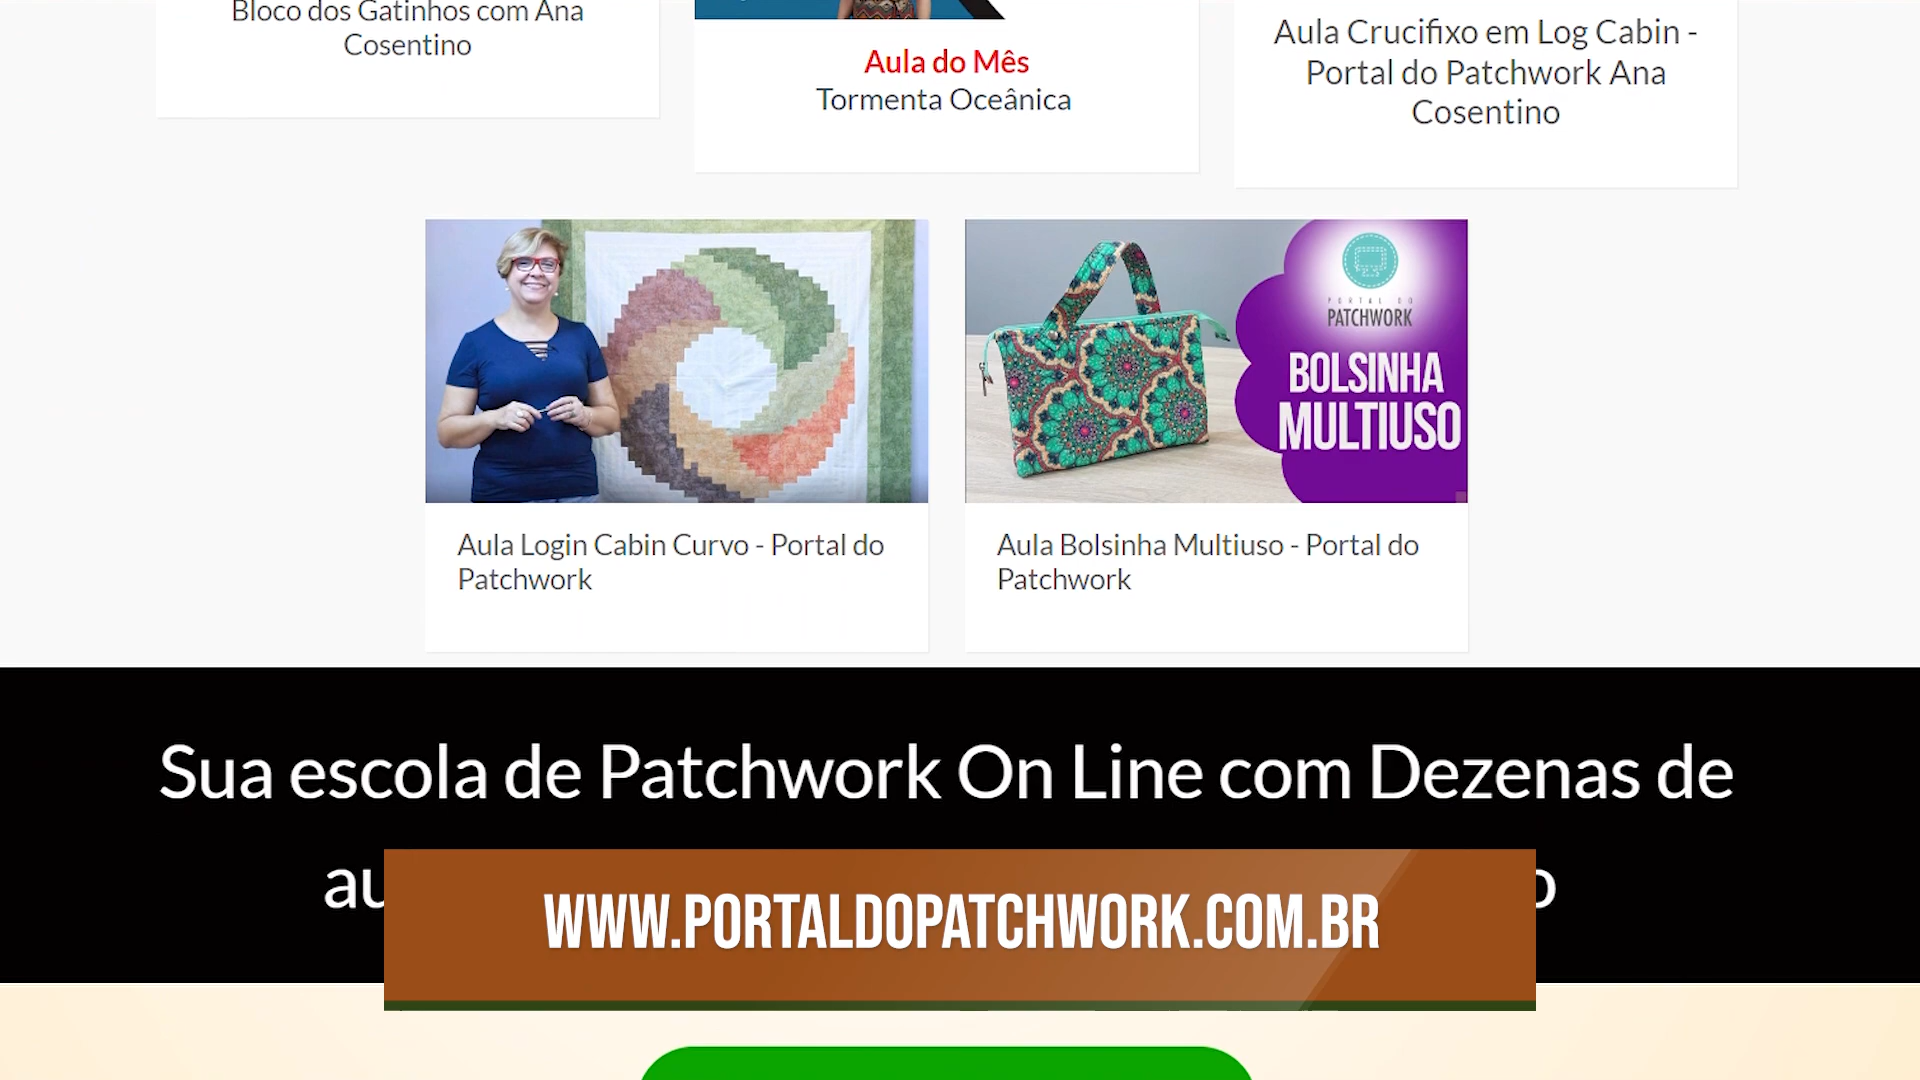 Bloco dos Gatinhos com Ana
Cosentino
Aula do Mês
Tormenta Oceânica
Aula Crucifixo em Log Cabin -
Portal do Patchwork Ana
Cosentino
PORTAL DO
PATCHWORK
BOLSINHA
MULTIUSO
Aula Login Cabin Curvo - Portal do
Patchwork
Aula Bolsinha Multiuso - Portal do
Patchwork
Sua escola de Patchwork On Line com Dezenas de
WWW.PORTALDOPATCHWORK.COM.BR